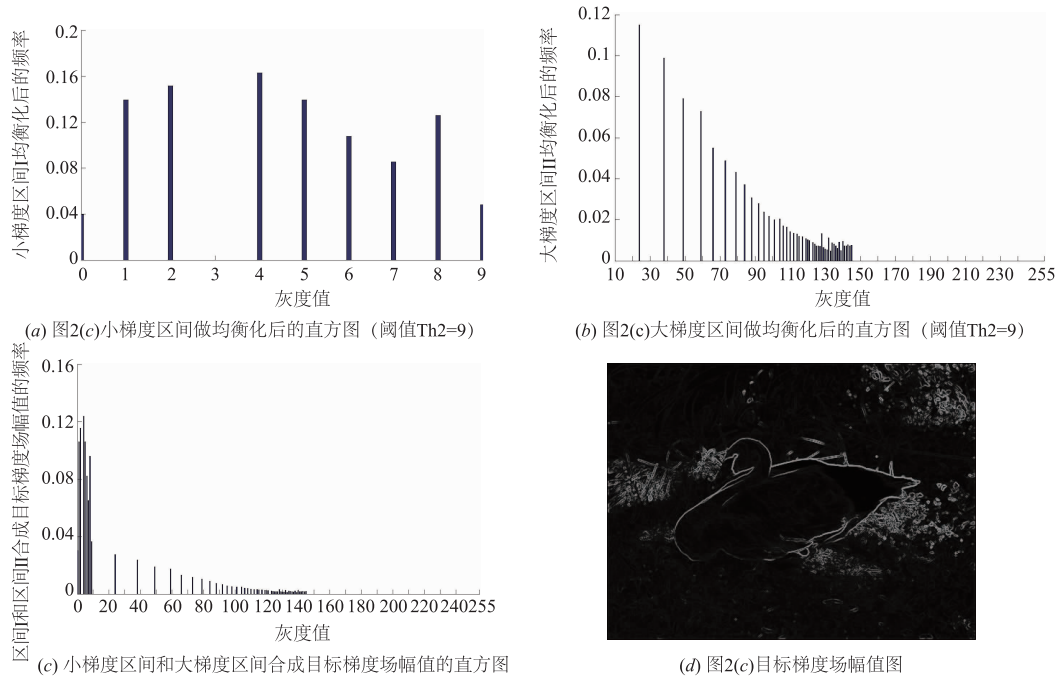 小梯度区间I均衡化后的频率
0.2
0.16
0.12
0.08
0.04
0
0 1 2 3 4 5 6 7 8 9
灰度值
(a) 图2(c)小梯度区间做均衡化后的直方图（阈值Th2=9）
大梯度区间II均衡化后的频率
0.12
0.1
0.08
0.06
0.04
0.02
0
10 30 50 70 90 110 130 150 170 190 210 230 255
灰度值
(b) 图2(c)大梯度区间做均衡化后的直方图（阈值Th2=9）
区间I和区间II合成目标梯度场幅值的频率
0.16
0.12
0.08
0.04
0
0 20 40 60 80 100 120 140 160 180 200 220 240 255
灰度值
(c) 小梯度区间和大梯度区间合成目标梯度场幅值的直方图
(d) 图2(c)目标梯度场幅值图